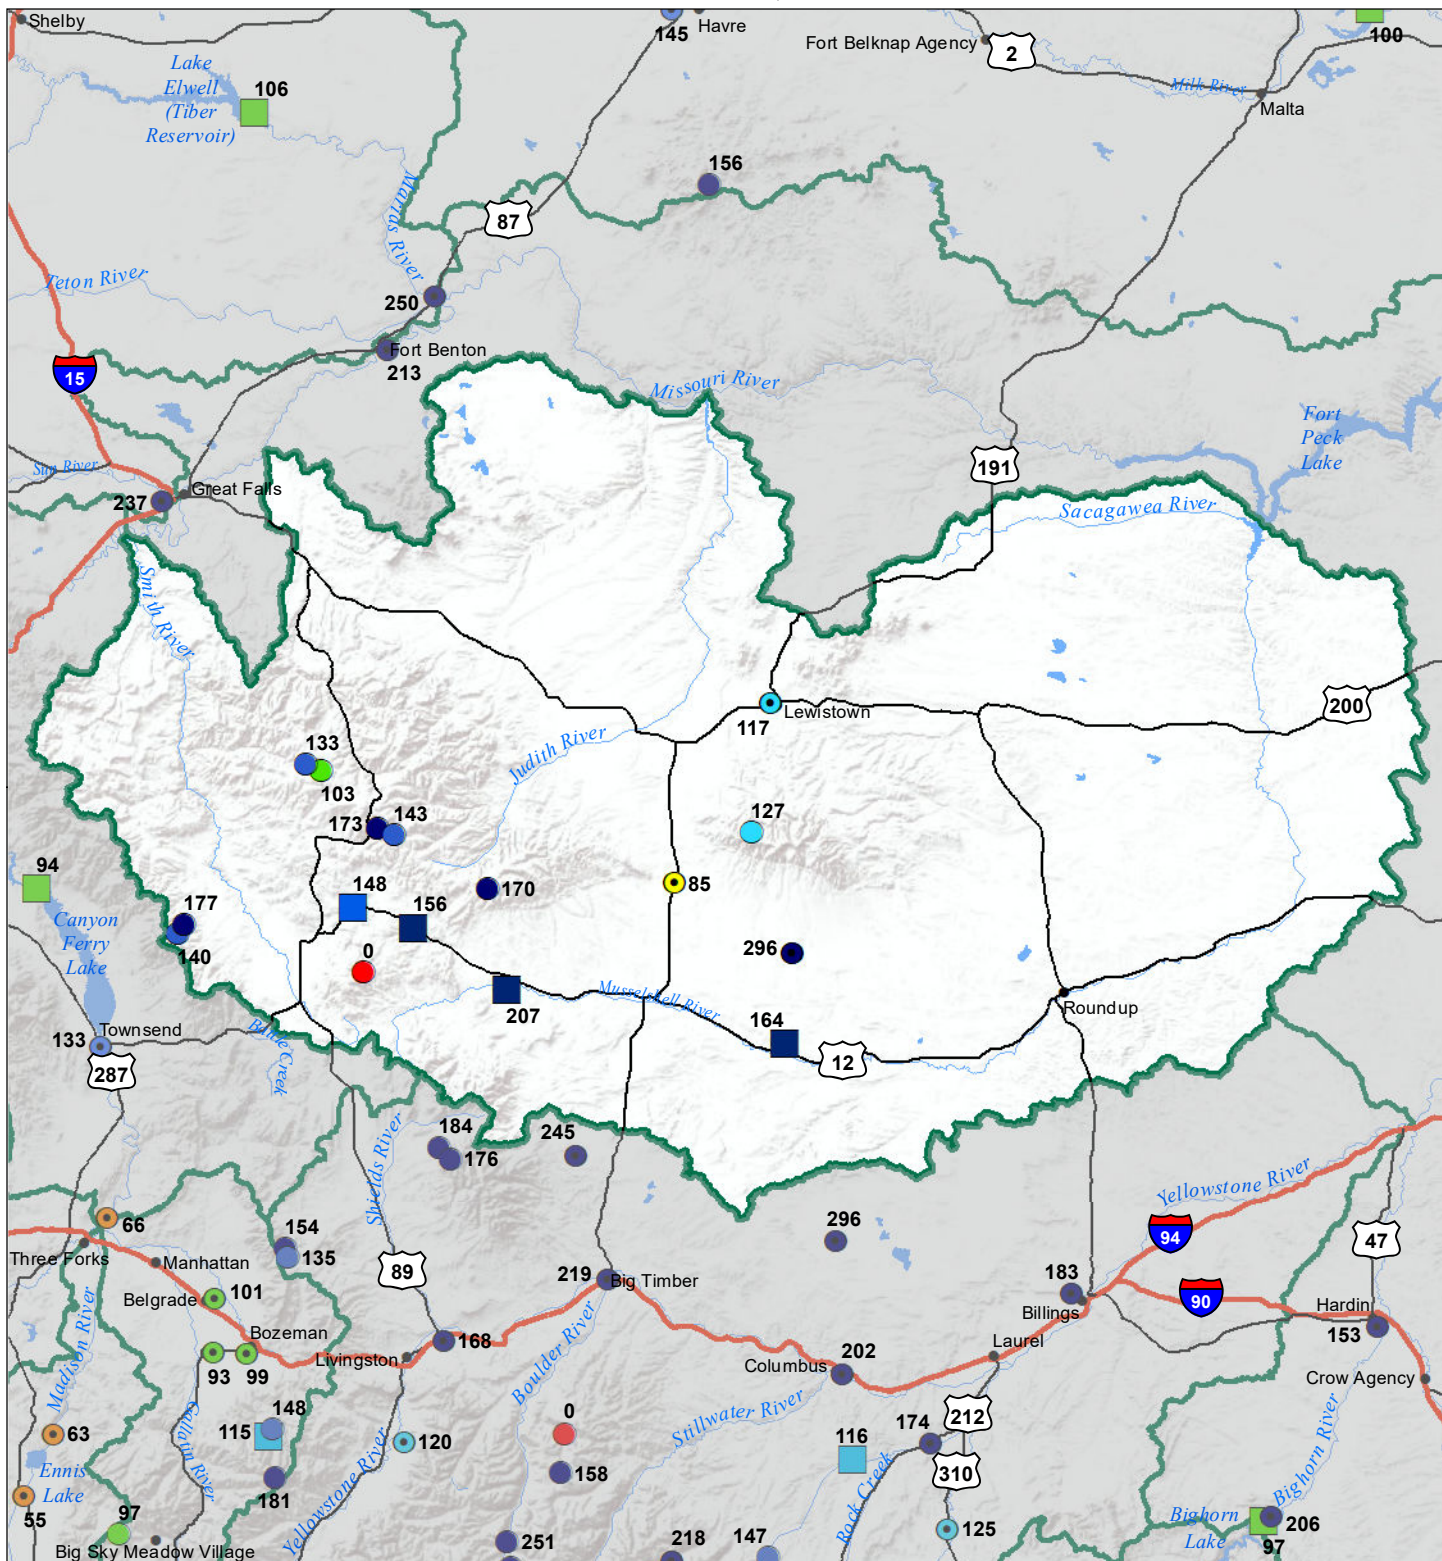 Shelby
145
Havre
Fort Belknap Agency
2
100
Lake
Elwell
(Tiber
Reservoir)
106
Milk River
Malta
156
Marias River
87
Teton River
250
Fort Benton
213
15
Missouri River
Fort
Peck
Lake
Sun River
237
Great Falls
191
Sacagawea River
Smith River
200
117
Lewistown
133
103
Judith River
173
143
127
94
148
156
170
85
177
140
Canyon
Ferry
Lake
0
296
207
Musselshell River
Roundup
Townsend
133
287
164
12
Shields River
184
176
245
Yellowstone River
66
Three Forks
154
135
Manhattan
296
94
47
89
219
Big Timber
183
Billings
90
Hardin
153
Belgrade
101
Bozeman
93
99
Livingston
168
Madison River
Boulder River
Columbus
202
Laurel
Crow Agency
63
115
148
Gallatin River
120
0
Stillwater River
116
174
212
310
Ennis
Lake
55
181
158
Yellowstone River
Rock Creek
Bighorn River
97
Big Sky Meadow Village
251
218
147
125
Bighorn
Lake
206
97